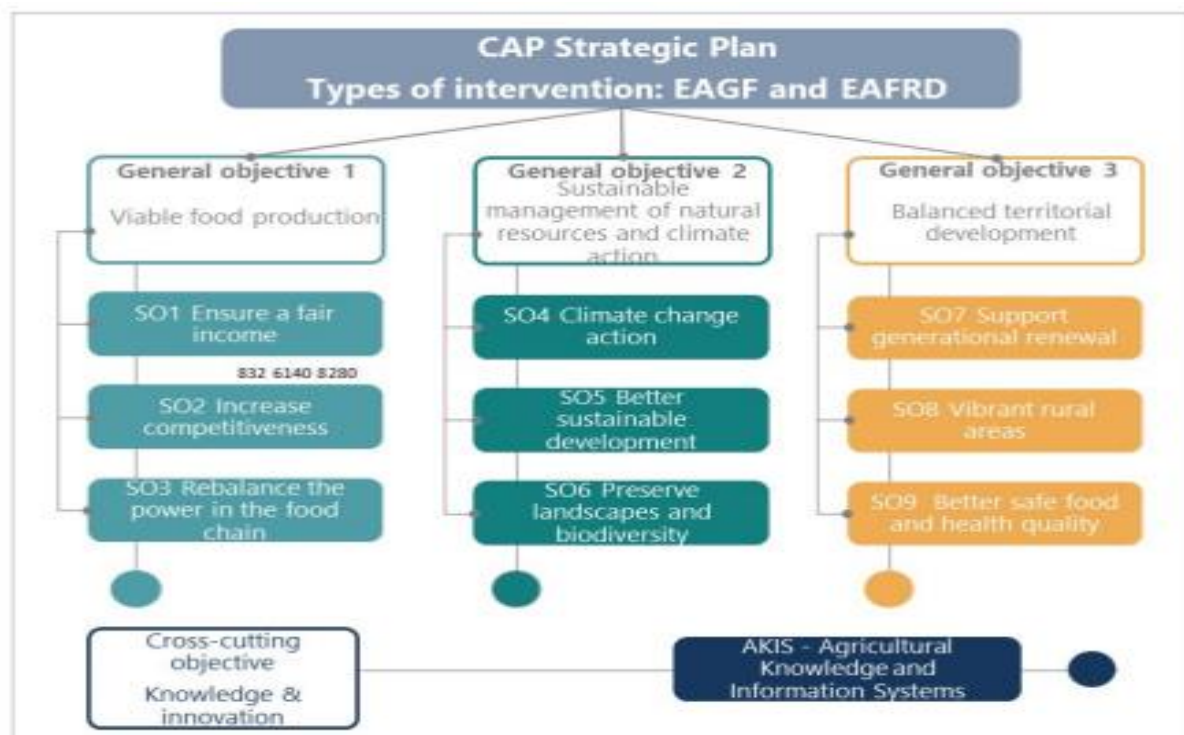 CAP Strategic Plan
Types of intervention: EAGF and EAFRD
General objective 1
Viable food production
SO1 Ensure a fair
income
832 6140 8280
SO2 Increase
competitiveness
SO3 Rebalance the
power in the food
chain
General objective 2
Sustainable
management of natural
resources and climate
action
SO4 Climate change
action
SO5 Better
sustainable
development
SO6 Preserve
landscapes and
biodiversity
General objective 3
Balanced territorial
development
SO7 Support
generational renewal
SO8 Vibrant rural
areas
SO9 Better safe food
and health quality
Cross-cutting
objective
Knowledge &
innovation
AKIS - Agricultural
Knowledge and
Information Systems